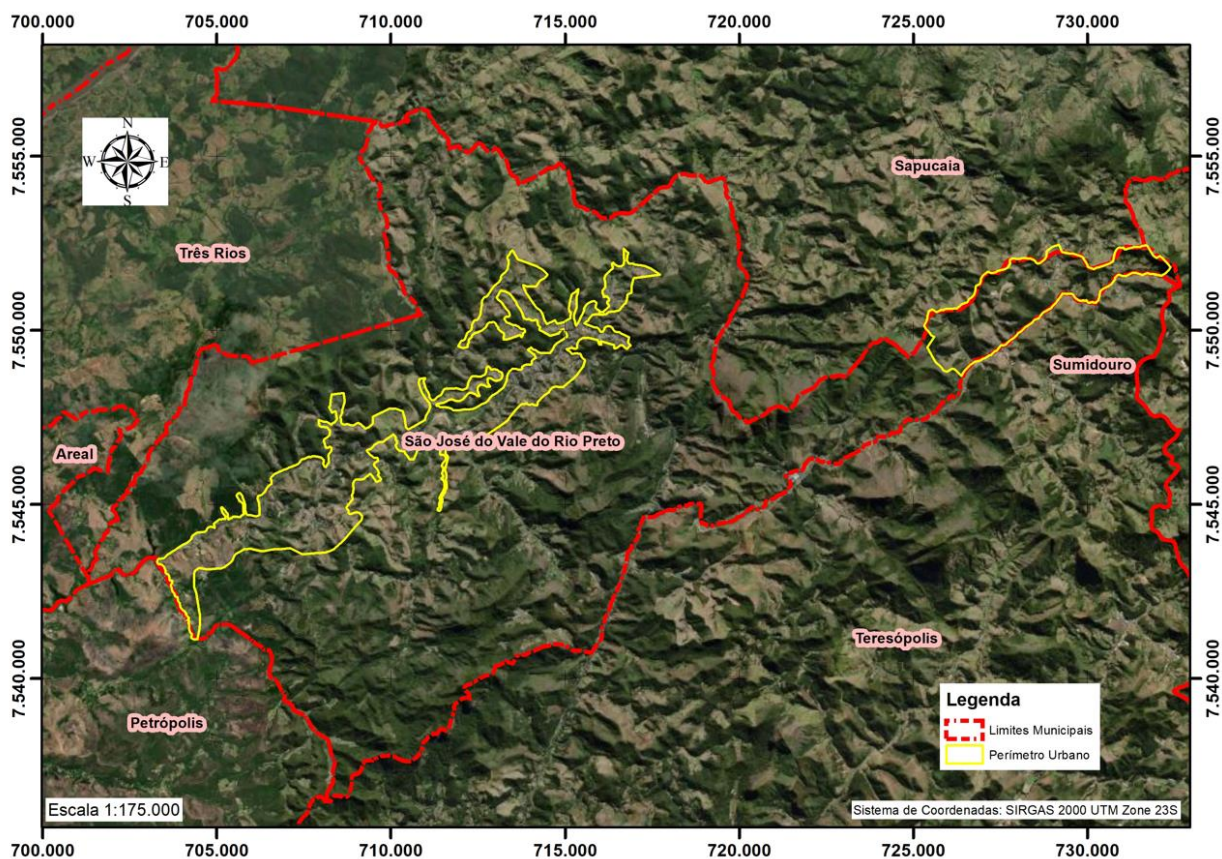 700.000 705.000 710.000 715.000 720.000 725.000 730.000
7.555.000 7.555.000
N
W E
S
Sapucaia
Três Rios
7.550.000 7.550.000
Sumidouro
São José do Vale do Rio Preto
Areal
7.545.000 7.545.000
Teresópolis
7.540.000 7.540.000
Petrópolis
Legenda
Limites Municipais
Perímetro Urbano
Escala 1:175.000
Sistema de Coordenadas: SIRGAS 2000 UTM Zone 23S
700.000 705.000 710.000 715.000 720.000 725.000 730.000